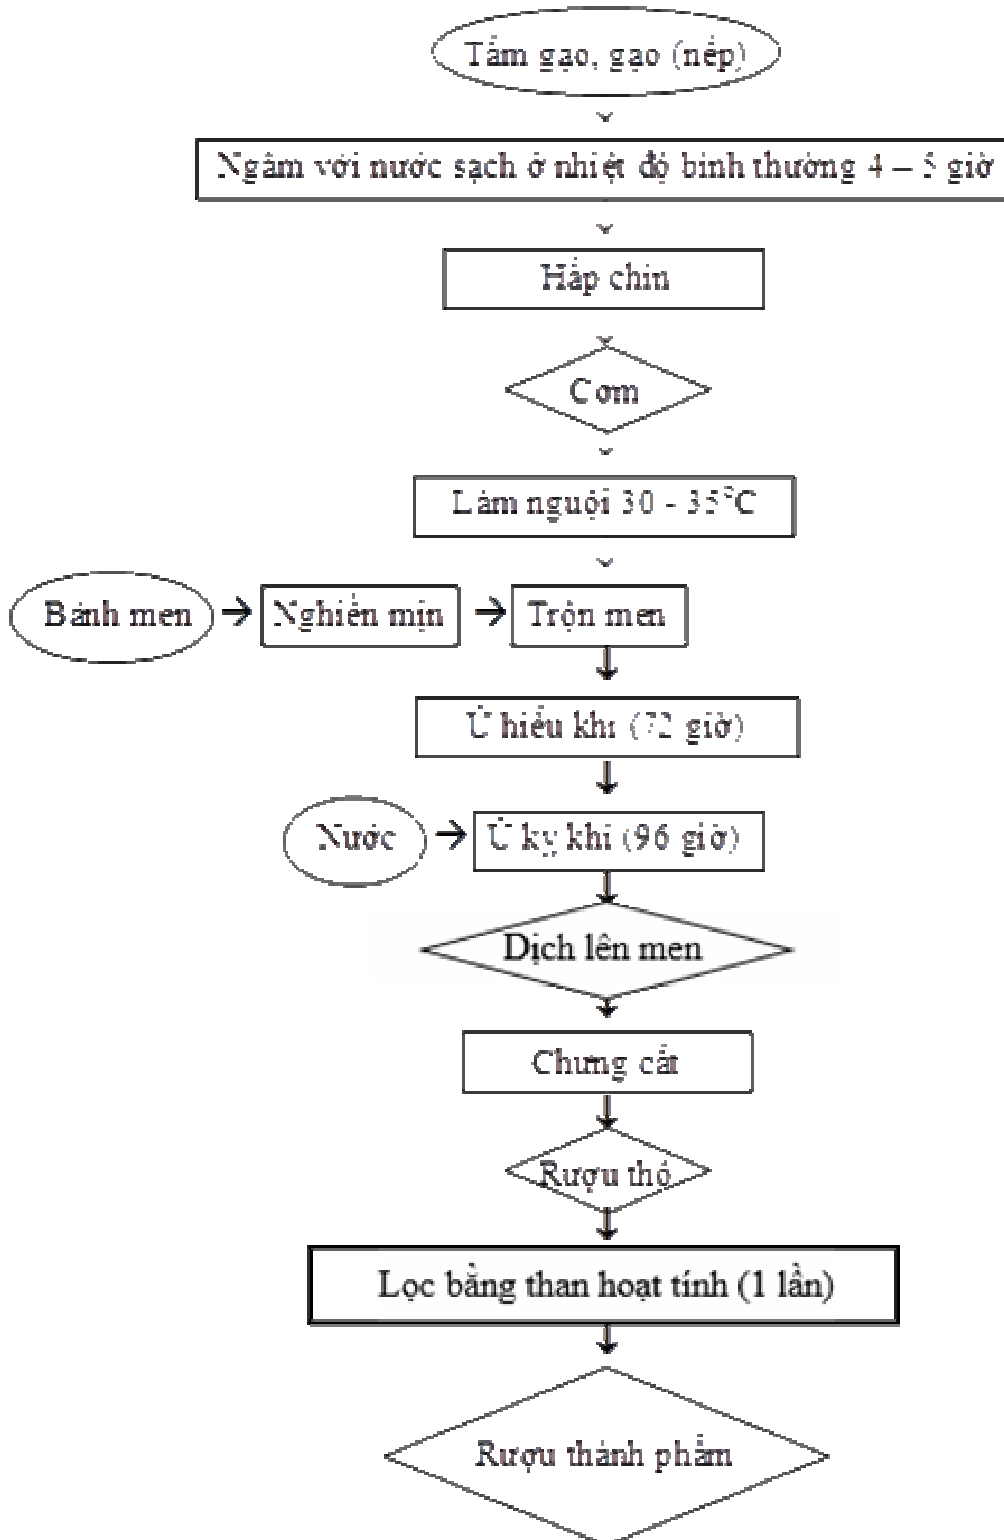 Tấm gạo, gạo (nếp)
Ngâm với nước sạch ở nhiệt độ bình thường 4 – 5 giờ
Hấp chín
Cơm
Làm nguội 30 - 35°C
Bánh men
Nghiền mịn
Trộn men
Ủ hiếu khí (72 giờ)
Nước
Ủ kỵ khí (96 giờ)
Dịch lên men
Chưng cất
Rượu thô
Lọc bằng than hoạt tính (1 lần)
Rượu thành phẩm